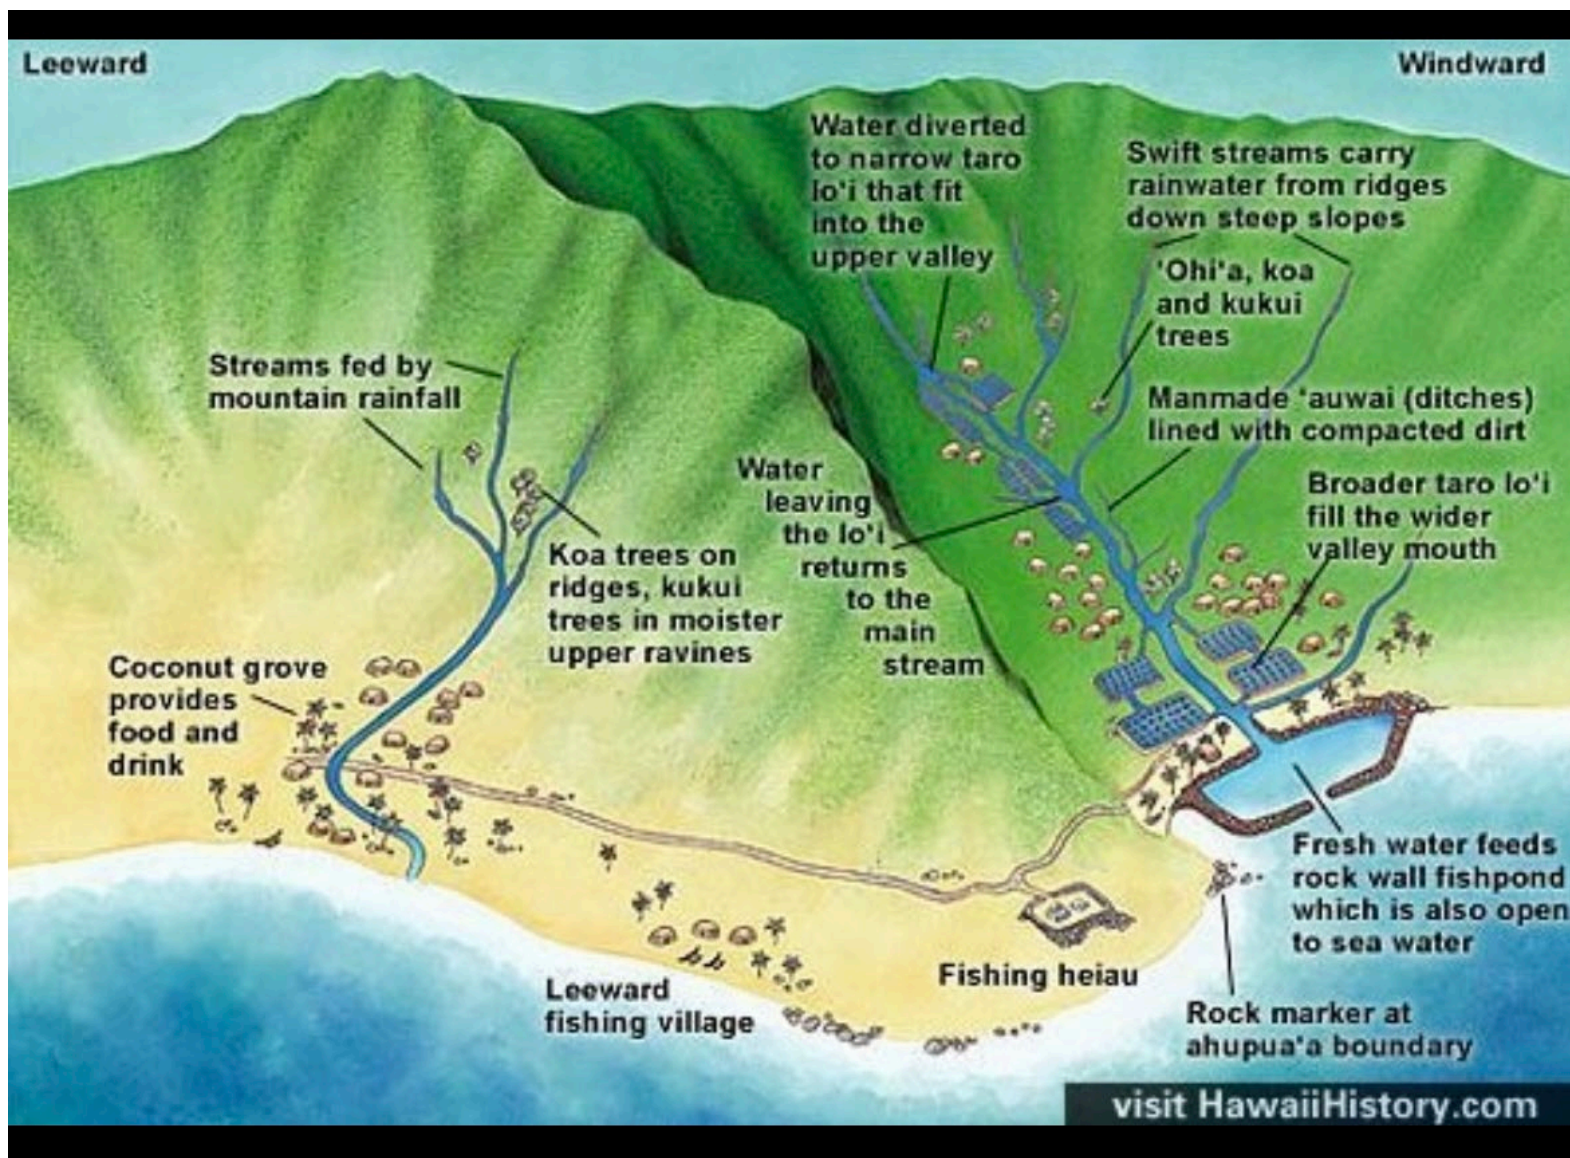 Leeward
Windward
Water diverted
to narrow taro
lo‘i that fit
into the
upper valley
Swift streams carry
rainwater from ridges
down steep slopes
‘Ohi‘a, koa
and kukui
trees
Streams fed by
mountain rainfall
Manmade ‘auwai (ditches)
lined with compacted dirt
Water
leaving
the lo‘i
returns
to the
main
stream
Broader taro lo‘i
fill the wider
valley mouth
Koa trees on
ridges, kukui
trees in moister
upper ravines
Coconut grove
provides
food and
drink
Fresh water feeds
rock wall fishpond
which is also open
to sea water
Fishing heiau
Leeward
fishing village
Rock marker at
ahupua‘a boundary
visit HawaiiHistory.com